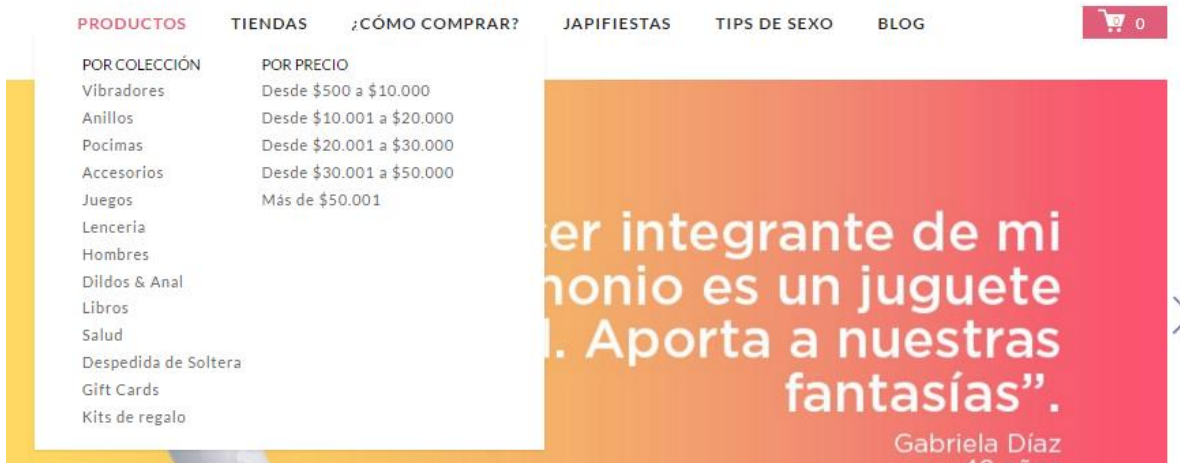 PRODUCTOS TIENDAS ¿CÓMO COMPRAR? JAPIFIESTAS TIPS DE SEXO BLOG 0 0
POR COLECCIÓN
Vibradores
Anillos
Pocimas
Accesorios
Juegos
Lenceria
Hombres
Dildos & Anal
Libros
Salud
Despedida de Soltera
Gift Cards
Kits de regalo
POR PRECIO
Desde $500 a $10.000
Desde $10.001 a $20.000
Desde $20.001 a $30.000
Desde $30.001 a $50.000
Más de $50.001
cer integrante de mi
monio es un juguete
l. Aporta a nuestras
fantasías”.
Gabriela Díaz